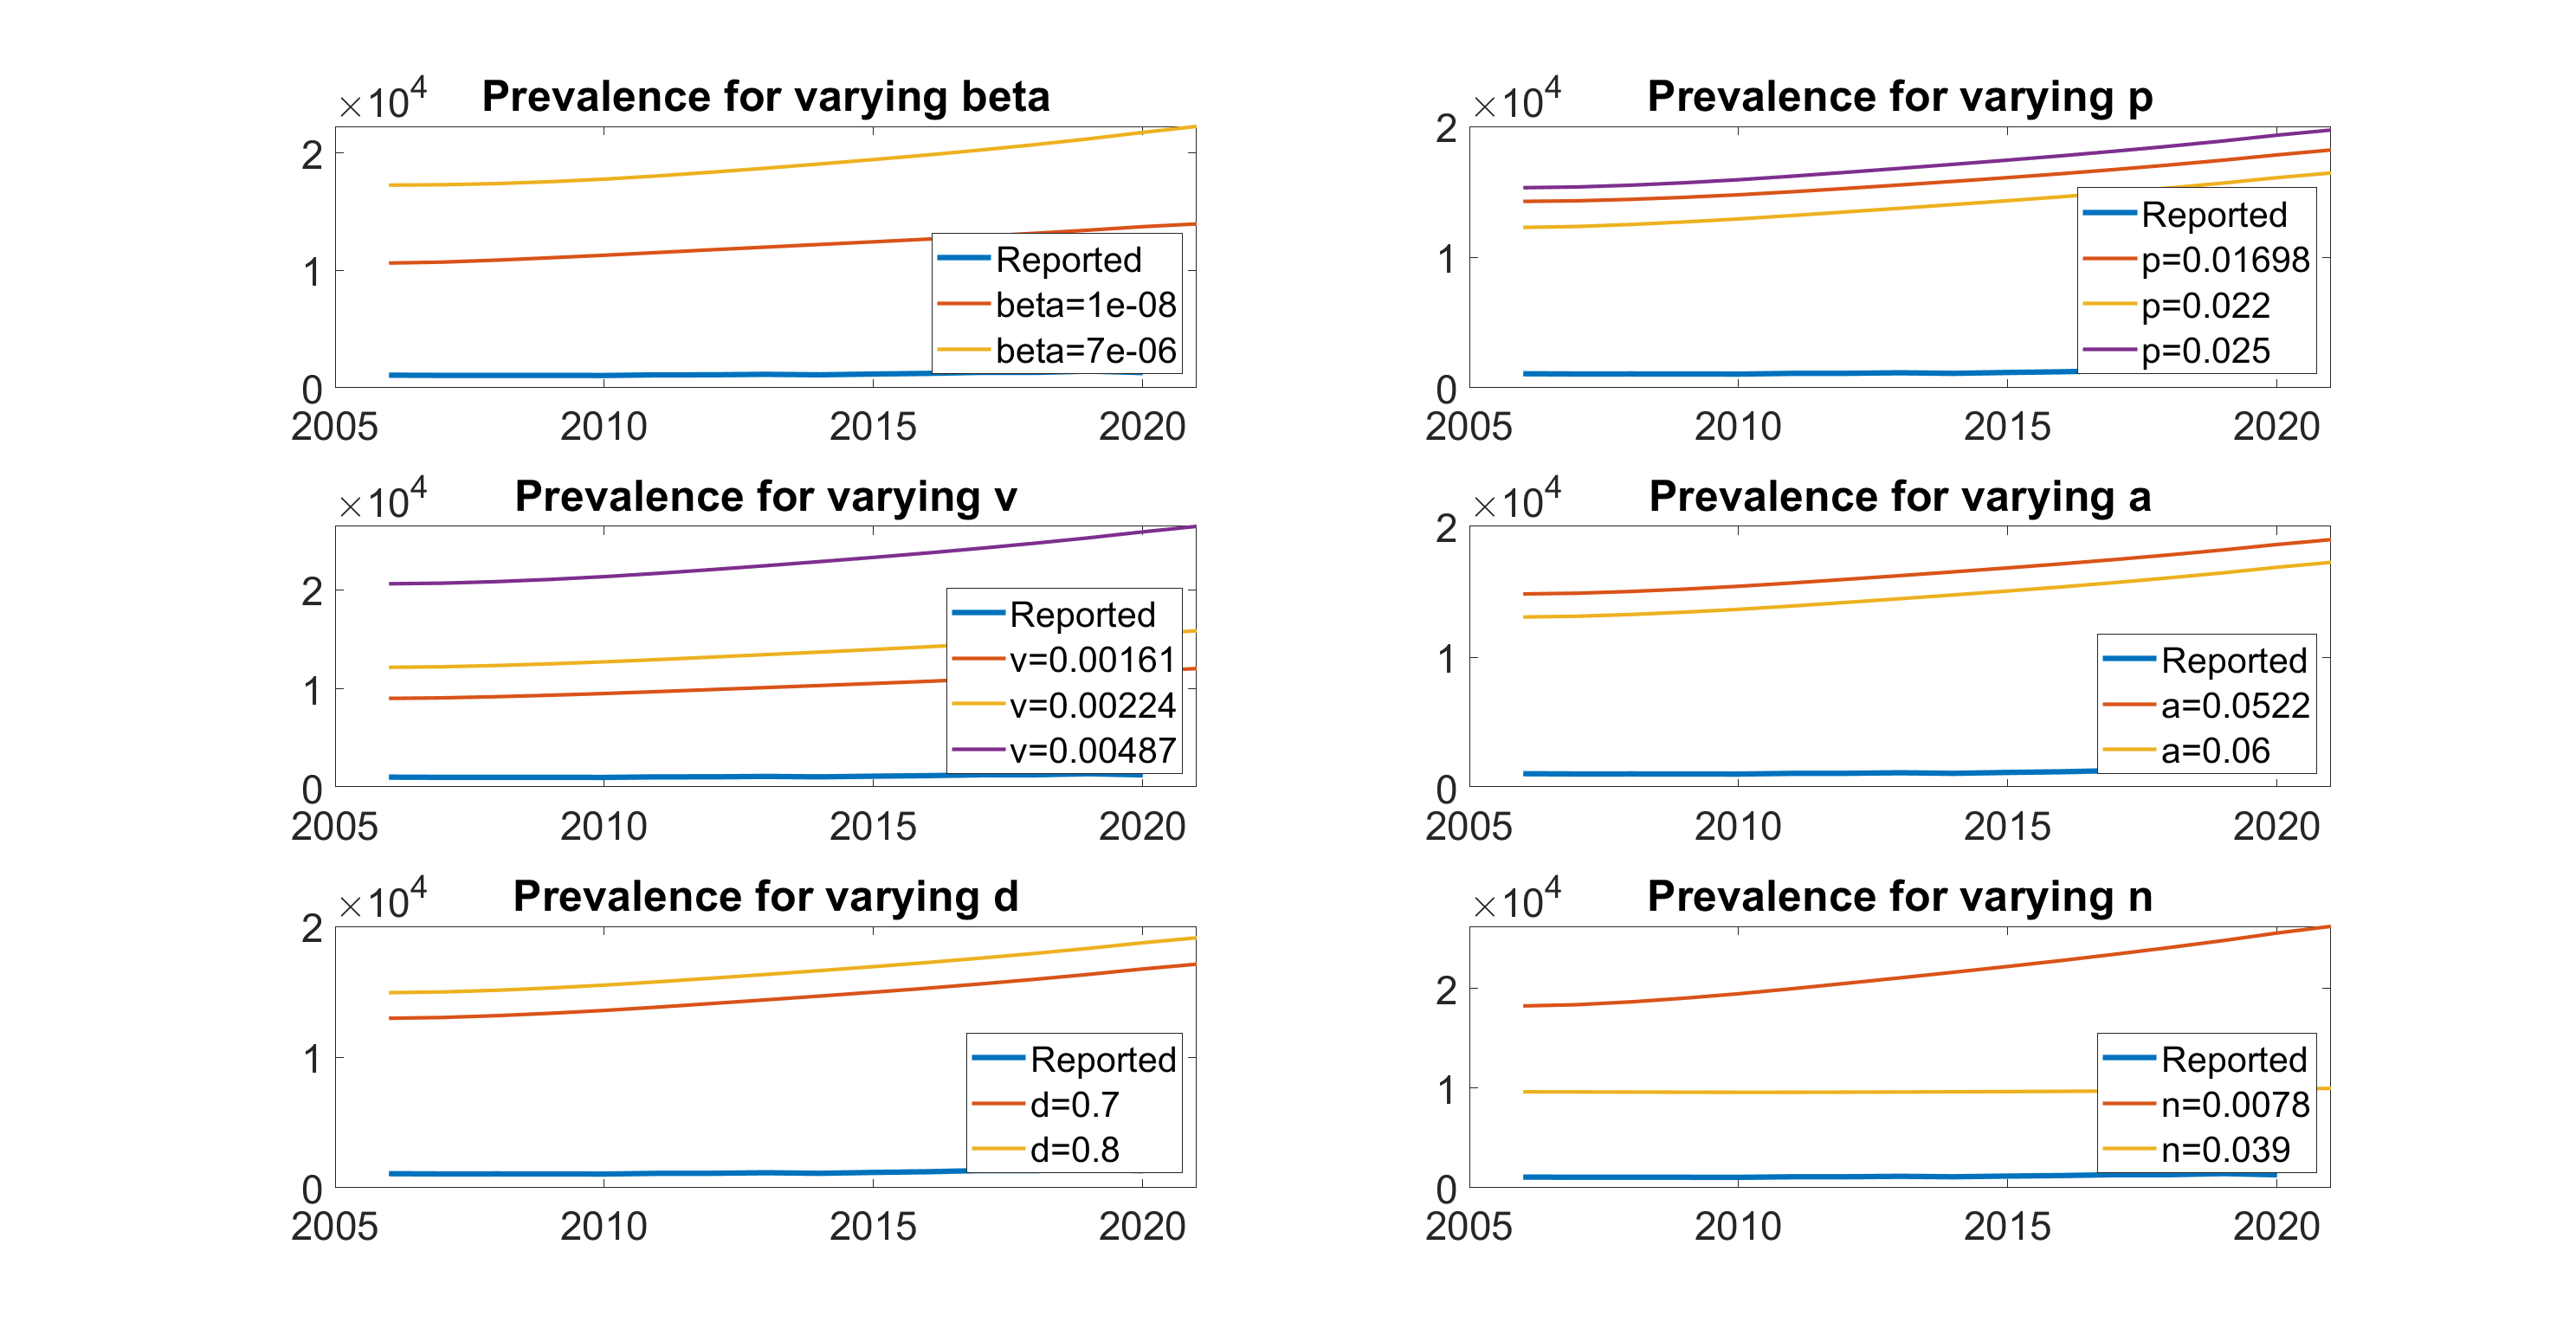 Prevalence for varying beta
×10^4
2
1
0
2005 2010 2015 2020
Reported
beta=1e-08
beta=7e-06
Prevalence for varying p
×10^4
2
1
0
2005 2010 2015 2020
Reported
p=0.01698
p=0.022
p=0.025
Prevalence for varying v
×10^4
2
1
0
2005 2010 2015 2020
Reported
v=0.00161
v=0.00224
v=0.00487
Prevalence for varying a
×10^4
2
1
0
2005 2010 2015 2020
Reported
a=0.0522
a=0.06
Prevalence for varying d
×10^4
2
1
0
2005 2010 2015 2020
Reported
d=0.7
d=0.8
Prevalence for varying n
×10^4
2
1
0
2005 2010 2015 2020
Reported
n=0.0078
n=0.039